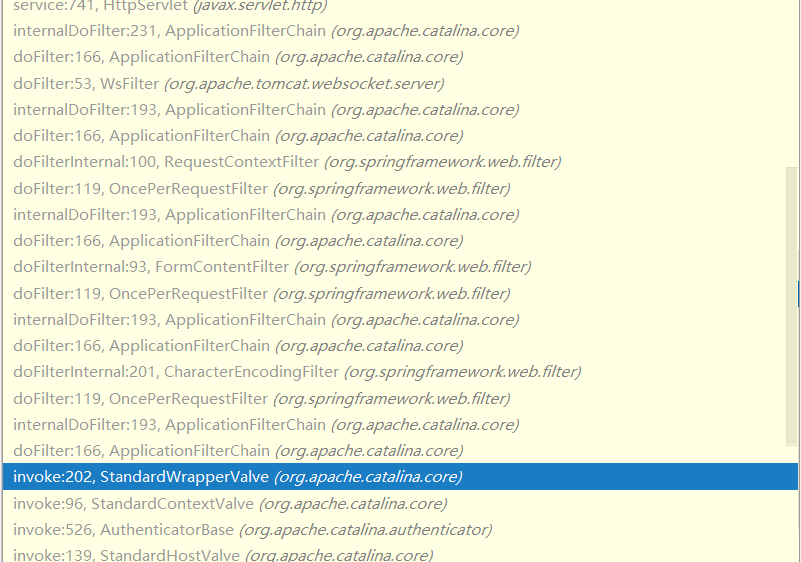 service:741, HttpServlet (javax.servlet.http)
internalDoFilter:231, ApplicationFilterChain (org.apache.catalina.core)
doFilter:166, ApplicationFilterChain (org.apache.catalina.core)
doFilter:53, WsFilter (org.apache.tomcat.websocket.server)
internalDoFilter:193, ApplicationFilterChain (org.apache.catalina.core)
doFilter:166, ApplicationFilterChain (org.apache.catalina.core)
doFilterInternal:100, RequestContextFilter (org.springframework.web.filter)
doFilter:119, OncePerRequestFilter (org.springframework.web.filter)
internalDoFilter:193, ApplicationFilterChain (org.apache.catalina.core)
doFilter:166, ApplicationFilterChain (org.apache.catalina.core)
doFilterInternal:93, FormContentFilter (org.springframework.web.filter)
doFilter:119, OncePerRequestFilter (org.springframework.web.filter)
internalDoFilter:193, ApplicationFilterChain (org.apache.catalina.core)
doFilter:166, ApplicationFilterChain (org.apache.catalina.core)
doFilterInternal:201, CharacterEncodingFilter (org.springframework.web.filter)
doFilter:119, OncePerRequestFilter (org.springframework.web.filter)
internalDoFilter:193, ApplicationFilterChain (org.apache.catalina.core)
doFilter:166, ApplicationFilterChain (org.apache.catalina.core)
invoke:202, StandardWrapperValve (org.apache.catalina.core)
invoke:96, StandardContextValve (org.apache.catalina.core)
invoke:526, AuthenticatorBase (org.apache.catalina.authenticator)
invoke:139, StandardHostValve (org.apache.catalina.core)